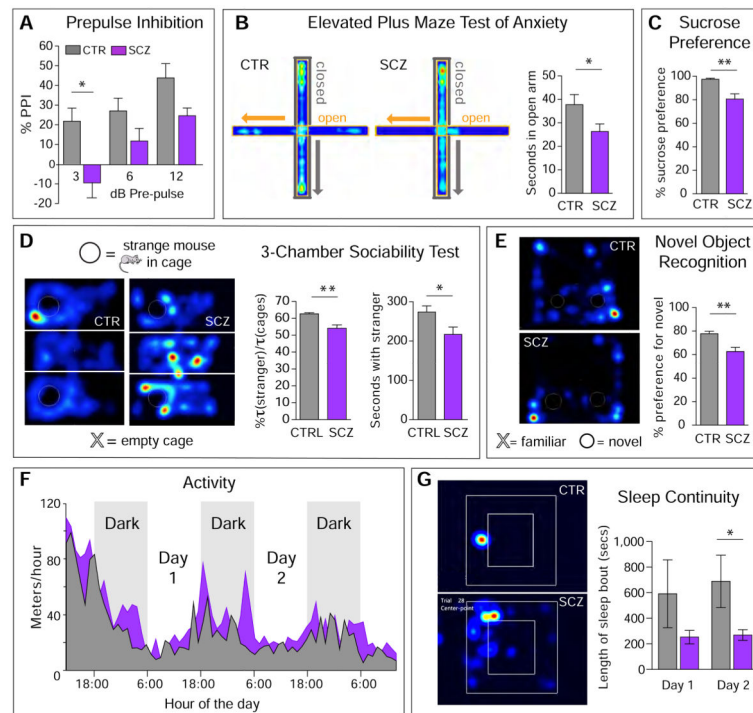 A Prepulse Inhibition
CTR SCZ
*
% PPI
60
50
40
30
20
10
0
-10
-20
3 6 12
dB Pre-pulse
B Elevated Plus Maze Test of Anxiety
CTR
closed
open
SCZ
closed
open
*
Seconds in open arm
60
50
40
30
20
10
0
CTR SCZ
C Sucrose
Preference
**
% sucrose preference
100
80
60
40
20
0
CTR SCZ
D
= strange mouse
in cage
3-Chamber Sociability Test
CTR
SCZ
X = empty cage
**
%τ(stranger)/τ(cages)
70
60
50
40
30
20
10
0
CTRL SCZ
*
Seconds with stranger
300
200
100
0
CTRL SCZ
E Novel Object
Recognition
CTR
SCZ
X = familiar = novel
**
% preference for novel
100
80
60
40
20
0
CTR SCZ
F Activity
Meters/hour
120
80
40
0
Dark
Day
1
Dark
Day
2
Dark
18:00 6:00 18:00 6:00 18:00 6:00
Hour of the day
G Sleep Continuity
CTR
Trial 28
Center-point
SCZ
*
Length of sleep bout (secs)
1,000
800
600
400
200
0
Day 1 Day 2